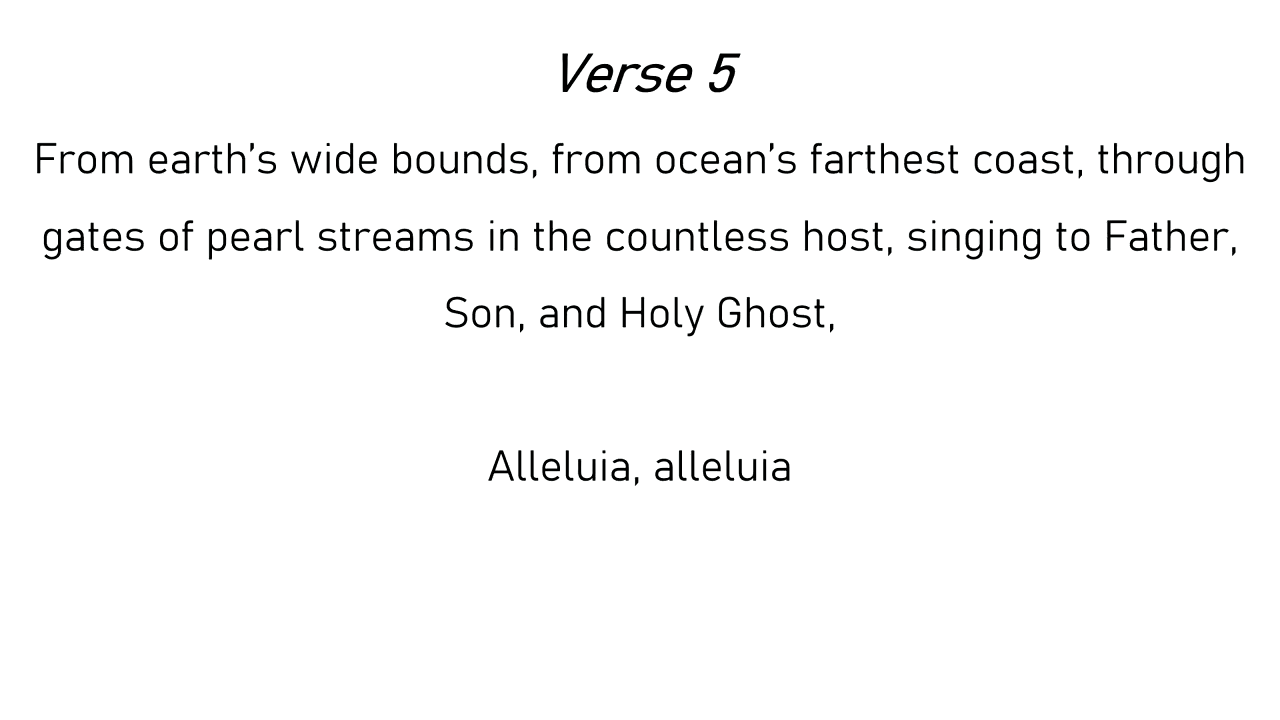 Verse 5
From earth’s wide bounds, from ocean’s farthest coast, through
gates of pearl streams in the countless host, singing to Father,
Son, and Holy Ghost,
Alleluia, alleluia